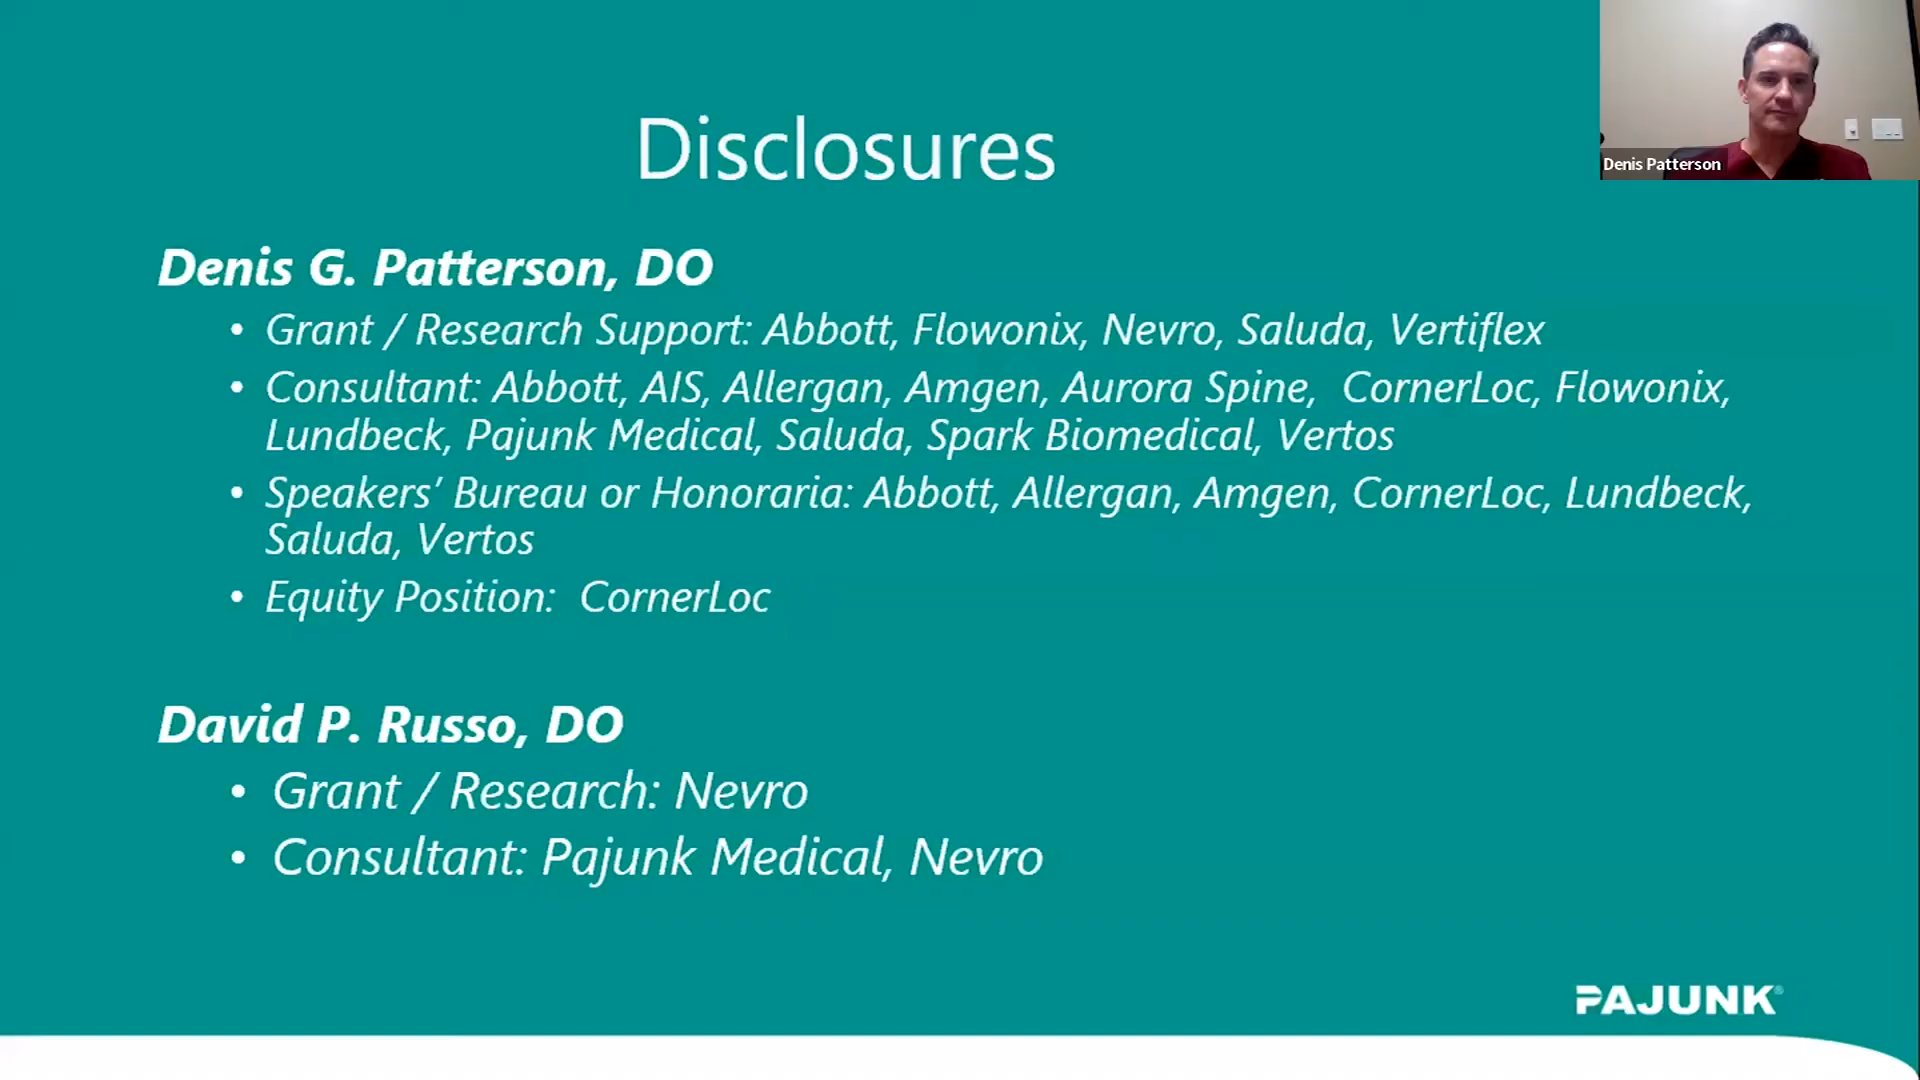 Disclosures
Denis Patterson
Denis G. Patterson, DO
• Grant / Research Support: Abbott, Flowonix, Nevro, Saluda, Vertiflex
• Consultant: Abbott, AIS, Allergan, Amgen, Aurora Spine, CornerLoc, Flowonix,
Lundbeck, Pajunk Medical, Saluda, Spark Biomedical, Vertos
• Speakers’ Bureau or Honoraria: Abbott, Allergan, Amgen, CornerLoc, Lundbeck,
Saluda, Vertos
• Equity Position: CornerLoc
David P. Russo, DO
• Grant / Research: Nevro
• Consultant: Pajunk Medical, Nevro
PAJUNK®